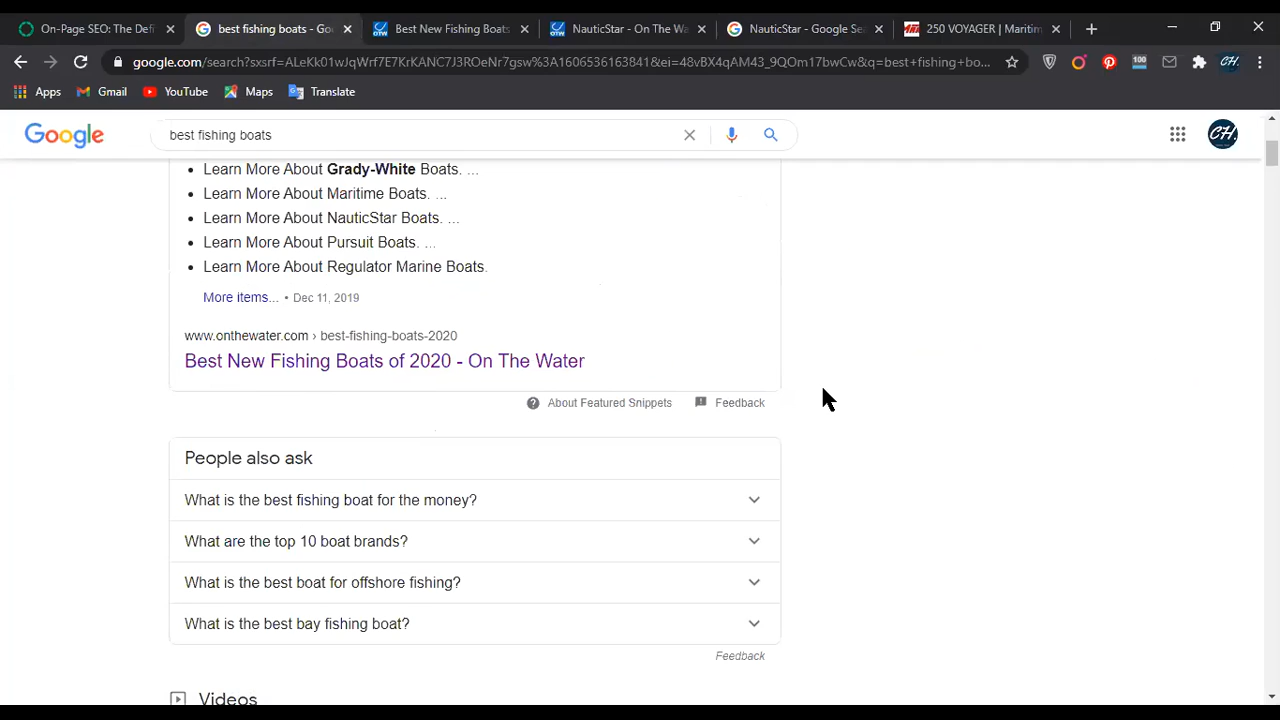 On-Page SEO: The Defi
best fishing boats - Go
Best New Fishing Boats
NauticStar - On The Wa
NauticStar - Google Sea
250 VOYAGER | Maritim
google.com/search?sxsrf=ALeKk01wJqWrf7E7KrKANC7J3ROeNr7gsw%3A1606536163841&ei=48vBX4qAM43_9QOm17bwCw&q=best+fishing+bo...
100
CH.
Apps
Gmail
YouTube
Maps
Translate
Google
best fishing boats
CH.
Learn More About Grady-White Boats. ...
Learn More About Maritime Boats. ...
Learn More About NauticStar Boats. ...
Learn More About Pursuit Boats. ...
Learn More About Regulator Marine Boats.
More items... • Dec 11, 2019
www.onthewater.com › best-fishing-boats-2020
Best New Fishing Boats of 2020 - On The Water
About Featured Snippets
Feedback
People also ask
What is the best fishing boat for the money?
What are the top 10 boat brands?
What is the best boat for offshore fishing?
What is the best bay fishing boat?
Feedback
Videos